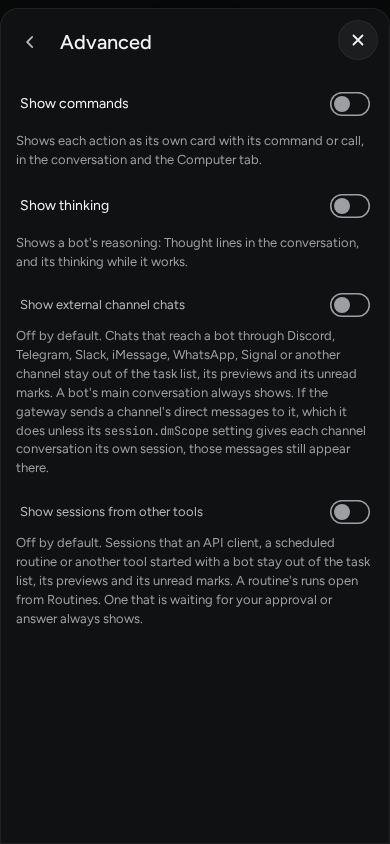 Advanced
Show commands
Shows each action as its own card with its command or call,
in the conversation and the Computer tab.
Show thinking
Shows a bot's reasoning: Thought lines in the conversation,
and its thinking while it works.
Show external channel chats
Off by default. Chats that reach a bot through Discord,
Telegram, Slack, iMessage, WhatsApp, Signal or another
channel stay out of the task list, its previews and its unread
marks. A bot's main conversation always shows. If the
gateway sends a channel's direct messages to it, which it
does unless its session.dmScope setting gives each channel
conversation its own session, those messages still appear
there.
Show sessions from other tools
Off by default. Sessions that an API client, a scheduled
routine or another tool started with a bot stay out of the task
list, its previews and its unread marks. A routine's runs open
from Routines. One that is waiting for your approval or
answer always shows.